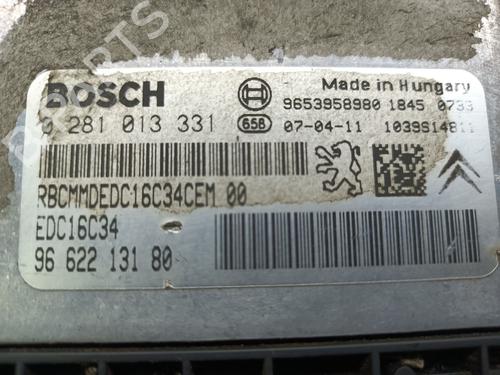 BOSCH
Made in Hungary
9653958980 1845 0733
0 281 013 331
658
07-04-11 1039S14811
RBCMMDEDC16C34CEM 00
EDC16C34
96 622 131 80